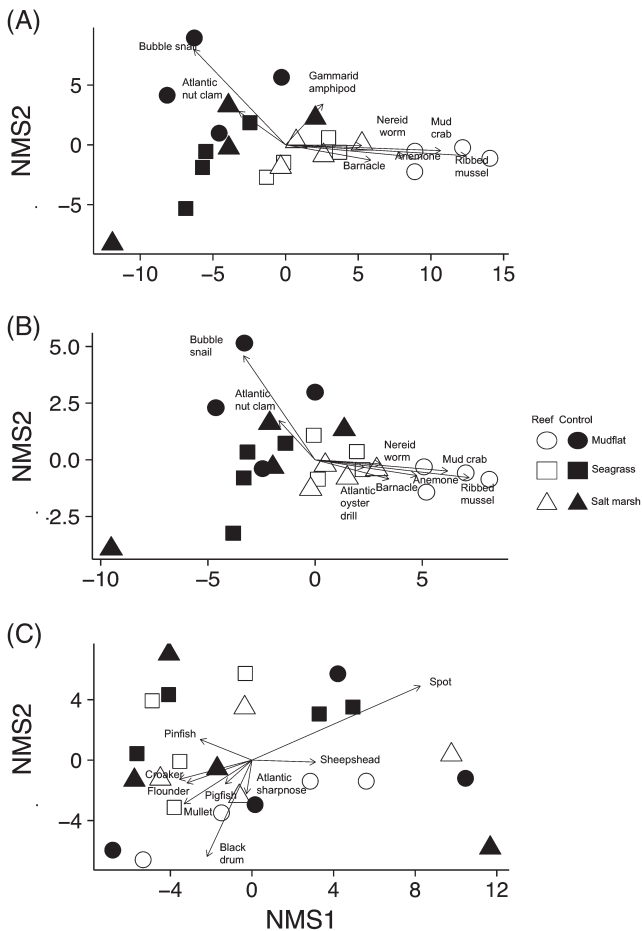 (A)
NMS2
5
0
−5
Bubble snail
Atlantic
nut clam
Gammarid
amphipod
Nereid
worm
Mud
crab
Anemone
Barnacle
Ribbed
mussel
−10
−5
0
5
10
15
(B)
NMS2
5.0
2.5
0.0
-2.5
Bubble
snail
Atlantic
nut clam
Nereid
worm
Mud crab
Anemone
Barnacle
Ribbed
mussel
Atlantic
oyster
drill
−10
−5
0
5
Reef Control
Mudflat
Seagrass
Salt marsh
(C)
NMS2
4
0
−4
Spot
Pinfish
Sheepshead
Croaker
Flounder
Pigfish
Atlantic
sharpnose
Mullet
Black
drum
−4
0
4
8
12
NMS1